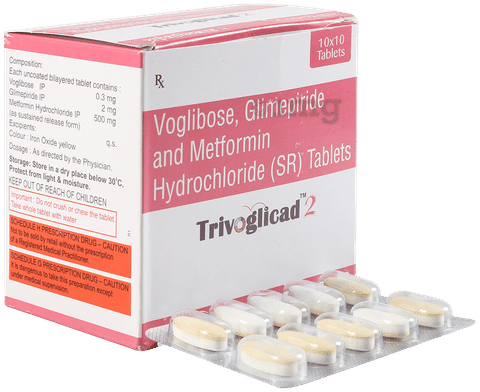 Composition:
Each uncoated bilayered tablet contains :
Voglibose IP 0.3 mg
Glimepiride IP 2 mg
Metformin Hydrochloride IP 500 mg
(as sustained release form)
Excipients: q.s.
Colour : Iron Oxide yellow
Dosage : As directed by the Physician,
Storage: Store in a dry place below 30°C,
Protect from light & moisture.
KEEP OUT OF REACH OF CHILDREN
Important : Do not crush or chew the tablet.
Take whole tablet with water
SCHEDULE H PRESCRIPTION DRUG – CAUTION
Not to be sold by retail without the prescription
of a Registered Medical Practitioner.
SCHEDULE G PRESCRIPTION DRUG – CAUTION
It is dangerous to take this preparation except
under medical supervision.
10x10
Tablets
Rx
Voglibose, Glimepiride
and Metformin
Hydrochloride (SR) Tablets
Trivoglicad™ 2